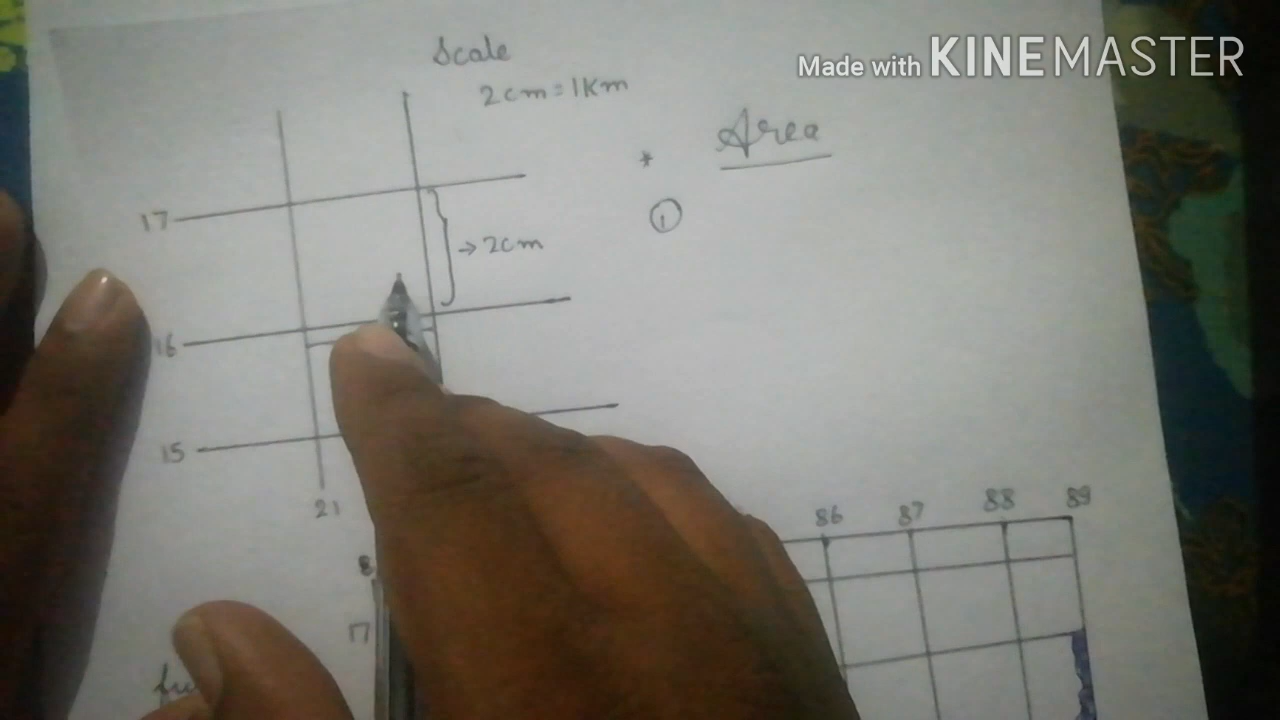 Made with KINEMASTER
Scale
2cm = 1Km
* Area
①
17
→ 2cm
16
15
21
86 87 88 89
8
17